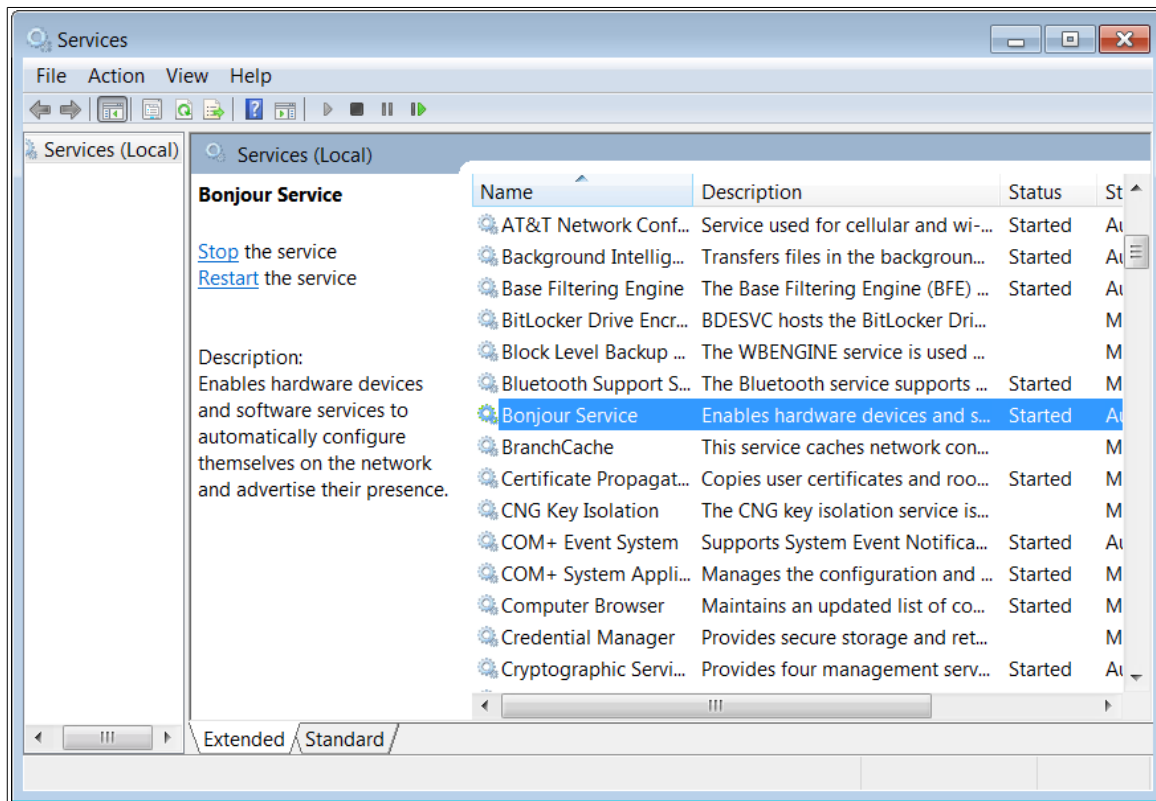 Services
File Action View Help
Services (Local)
Services (Local)
Bonjour Service
Stop the service
Restart the service
Description:
Enables hardware devices
and software services to
automatically configure
themselves on the network
and advertise their presence.
Name Description Status St
AT&T Network Conf... Service used for cellular and wi-... Started Au
Background Intellig... Transfers files in the backgroun... Started Au
Base Filtering Engine The Base Filtering Engine (BFE) ... Started Au
BitLocker Drive Encr... BDESVC hosts the BitLocker Dri... M
Block Level Backup ... The WBENGINE service is used ... M
Bluetooth Support S... The Bluetooth service supports ... Started M
Bonjour Service Enables hardware devices and s... Started Au
BranchCache This service caches network con... M
Certificate Propagat... Copies user certificates and roo... Started M
CNG Key Isolation The CNG key isolation service is... M
COM+ Event System Supports System Event Notifica... Started Au
COM+ System Appli... Manages the configuration and ... Started M
Computer Browser Maintains an updated list of co... Started M
Credential Manager Provides secure storage and ret... M
Cryptographic Servi... Provides four management serv... Started Au
Extended Standard